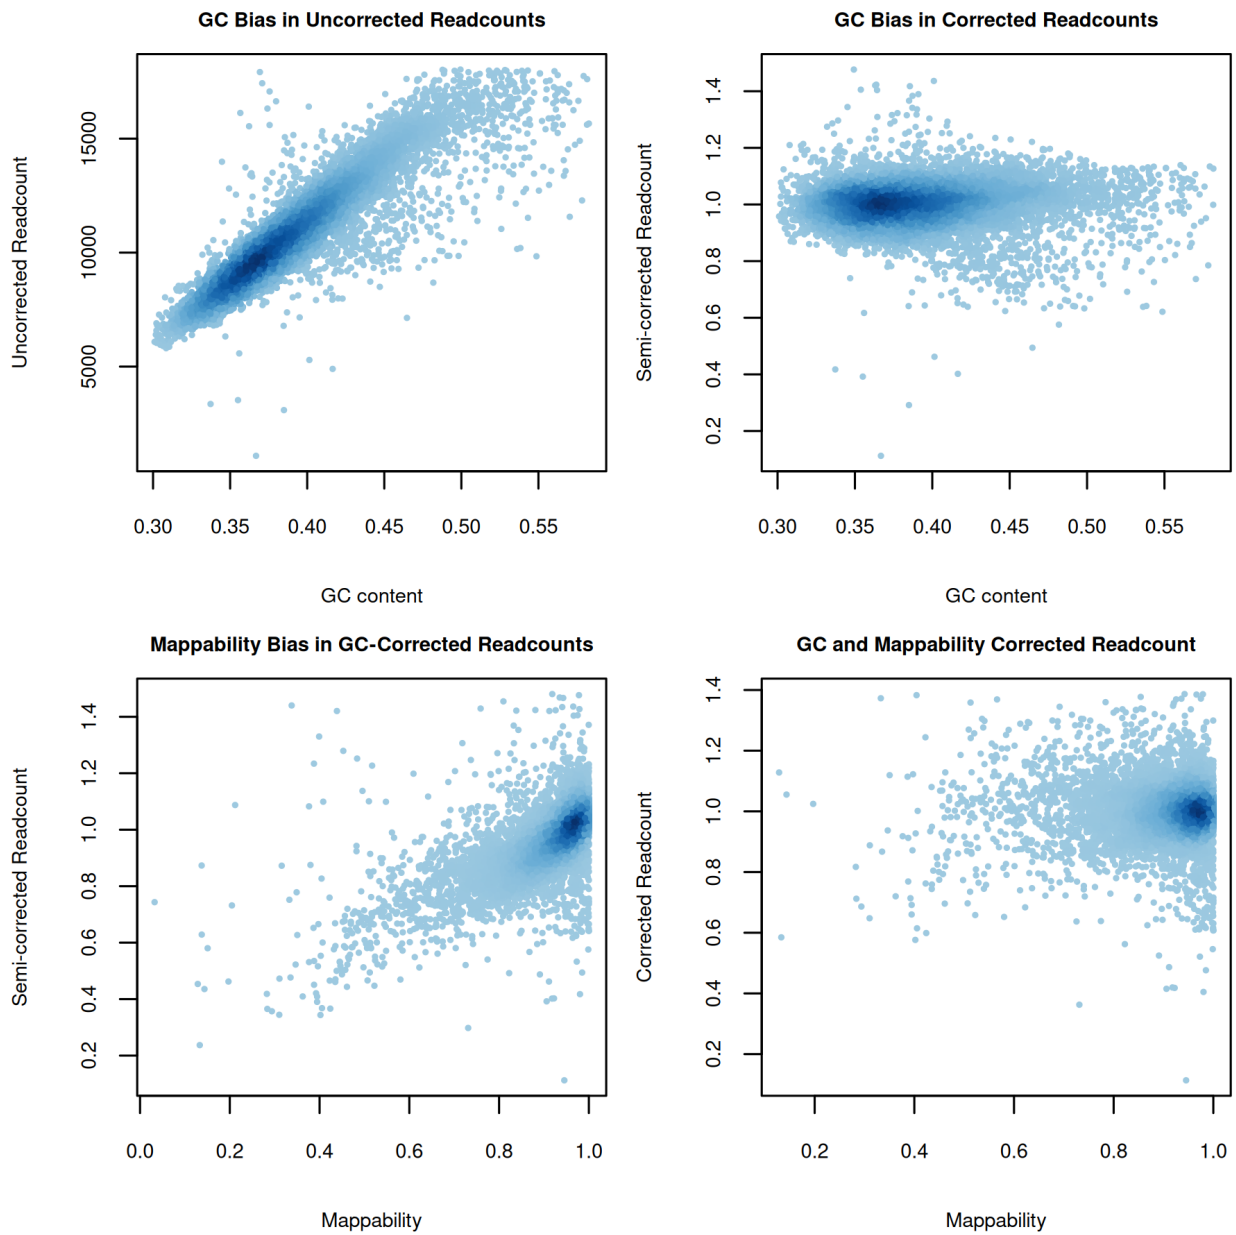 GC Bias in Uncorrected Readcounts
Uncorrected Readcount
15000
10000
5000
0.30 0.35 0.40 0.45 0.50 0.55
GC content
GC Bias in Corrected Readcounts
Semi-corrected Readcount
1.4
1.2
1.0
0.8
0.6
0.4
0.2
0.30 0.35 0.40 0.45 0.50 0.55
GC content
Mappability Bias in GC-Corrected Readcounts
Semi-corrected Readcount
1.4
1.2
1.0
0.8
0.6
0.4
0.2
0.0 0.2 0.4 0.6 0.8 1.0
Mappability
GC and Mappability Corrected Readcount
Corrected Readcount
1.4
1.2
1.0
0.8
0.6
0.4
0.2
0.2 0.4 0.6 0.8 1.0
Mappability